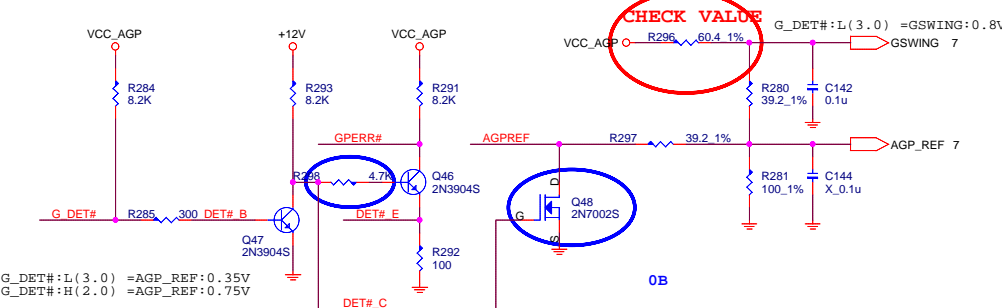 CHECK VALUE
G_DET#:L(3.0) =GSWING:0.8V
VCC_AGP
+12V
VCC_AGP
VCC_AGP
R296
60.4_1%
GSWING 7
R284
8.2K
R293
8.2K
R291
8.2K
R280
39.2_1%
C142
0.1u
GPERR#
AGPREF
R297
39.2_1%
AGP_REF 7
R298
4.7K
Q46
2N3904S
D
R281
100_1%
C144
X_0.1u
G_DET#
R285
300
DET#_B
DET#_E
G
Q48
2N7002S
S
Q47
2N3904S
R292
100
G_DET#:L(3.0) =AGP_REF:0.35V
G_DET#:H(2.0) =AGP_REF:0.75V
0B
DET#_C